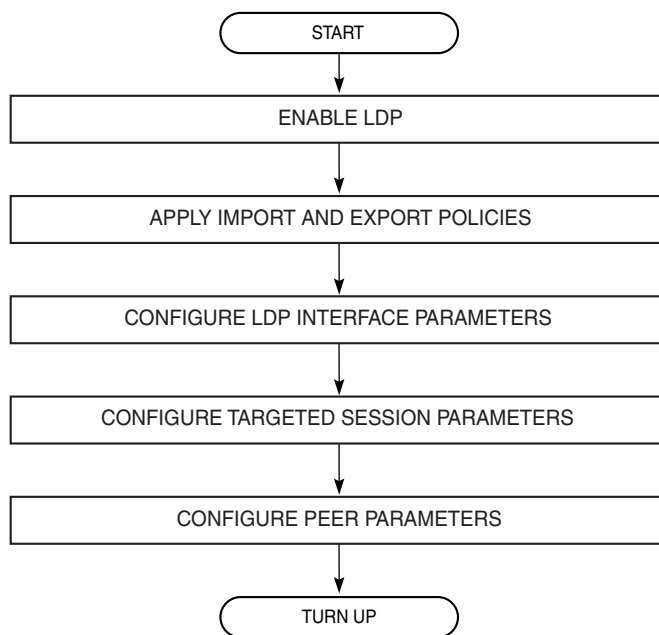 START
ENABLE LDP
APPLY IMPORT AND EXPORT POLICIES
CONFIGURE LDP INTERFACE PARAMETERS
CONFIGURE TARGETED SESSION PARAMETERS
CONFIGURE PEER PARAMETERS
TURN UP